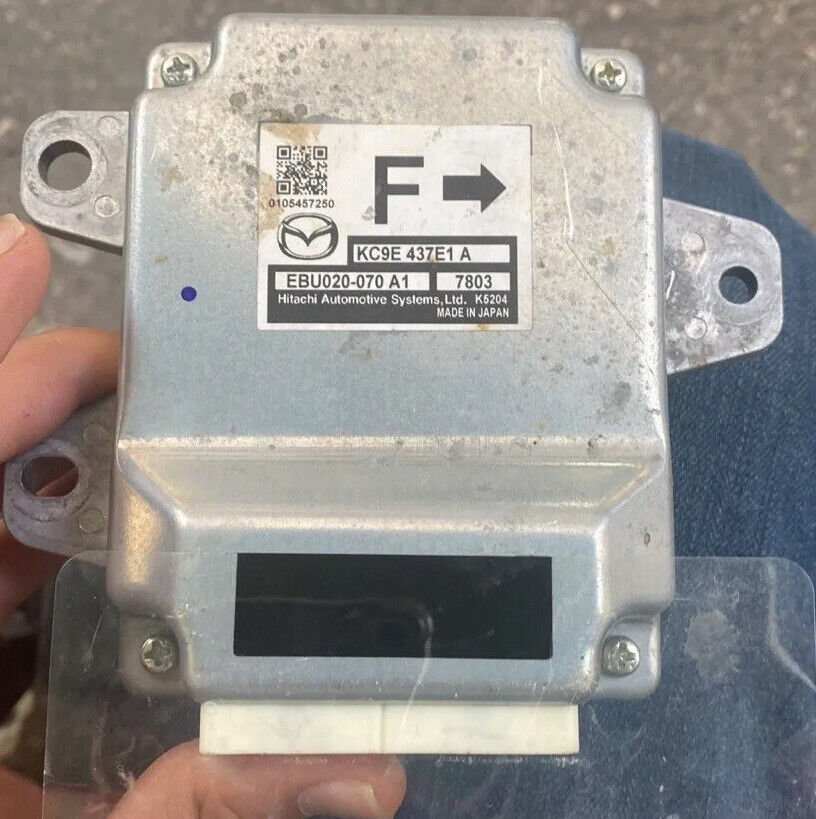 F
0105457250
KC9E 437E1 A
EBU020-070 A1 7803
Hitachi Automotive Systems, Ltd. K5204
MADE IN JAPAN